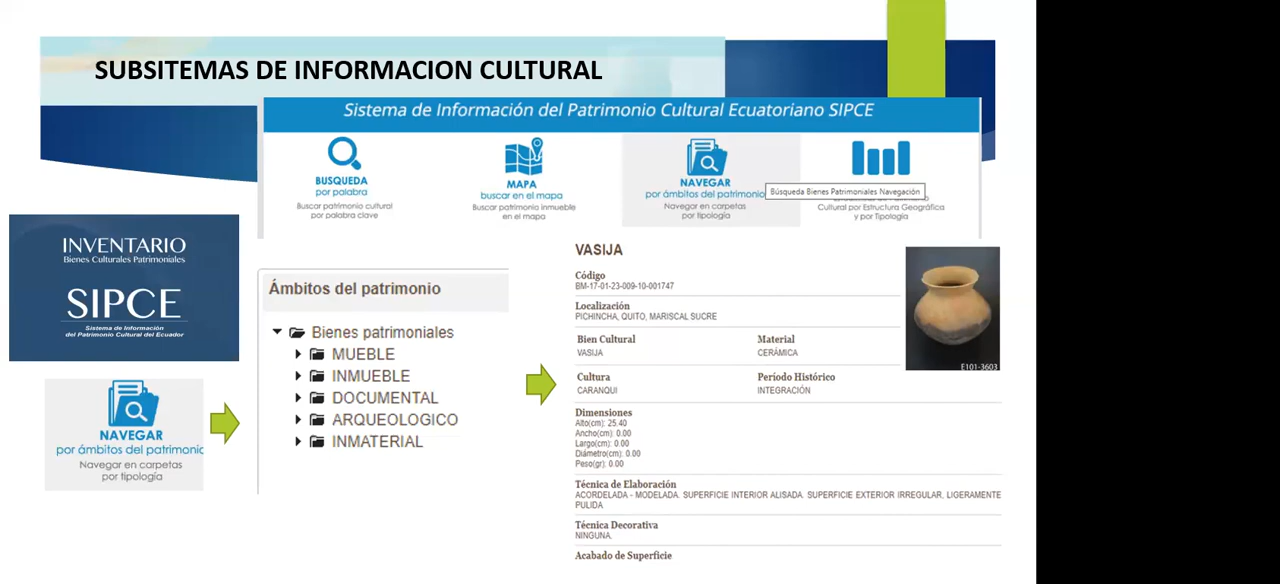 SUBSITEMAS DE INFORMACION CULTURAL
Sistema de Información del Patrimonio Cultural Ecuatoriano SIPCE
BUSQUEDA
por palabra
Buscar patrimonio cultural
por palabra clave
MAPA
buscar en el mapa
Buscar patrimonio inmueble
en el mapa
NAVEGAR
por ámbitos del patrimonio
Navegar en carpetas
por tipología
Búsqueda Bienes Patrimoniales Navegación
Cultural por Estructura Geográfica
y por Tipología
INVENTARIO
Bienes Culturales Patrimoniales
SIPCE
Sistema de Información
del Patrimonio Cultural del Ecuador
NAVEGAR
por ámbitos del patrimonic
Navegar en carpetas
por tipología
Ámbitos del patrimonio
Bienes patrimoniales
MUEBLE
INMUEBLE
DOCUMENTAL
ARQUEOLOGICO
INMATERIAL
VASIJA
Código
BM-17-01-23-009-10-001747
Localización
PICHINCHA, QUITO, MARISCAL SUCRE
Bien Cultural Material
VASIJA CERÁMICA
Cultura Período Histórico
CARANQUI INTEGRACIÓN
Dimensiones
Alto(cm): 25.40
Ancho(cm): 0.00
Largo(cm): 0.00
Diámetro(cm): 0.00
Peso(gr): 0.00
Técnica de Elaboración
ACORDELADA - MODELADA. SUPERFICIE INTERIOR ALISADA. SUPERFICIE EXTERIOR IRREGULAR, LIGERAMENTE
PULIDA
Técnica Decorativa
NINGUNA.
Acabado de Superficie
E101-3603